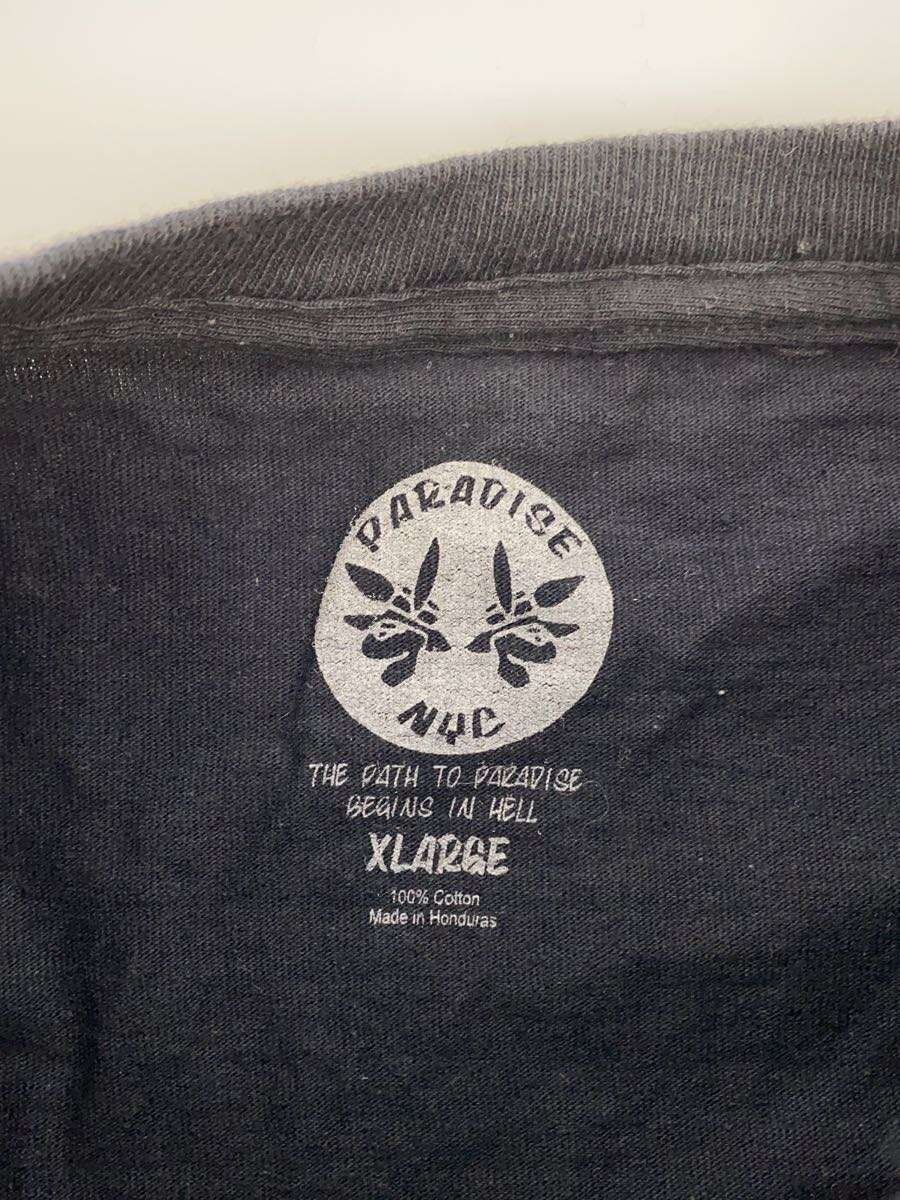 PARADISE
NYC
THE PATH TO PARADISE
BEGINS IN HELL
XLARGE
100% Cotton
Made in Honduras